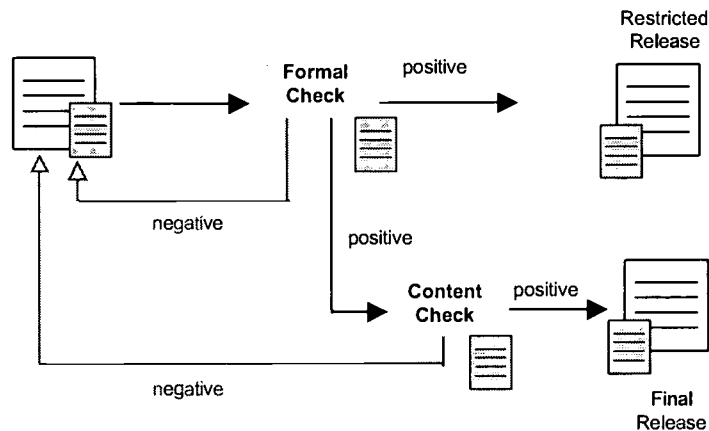 Restricted
Release
Formal
Check
positive
negative
positive
Content
Check
positive
negative
Final
Release